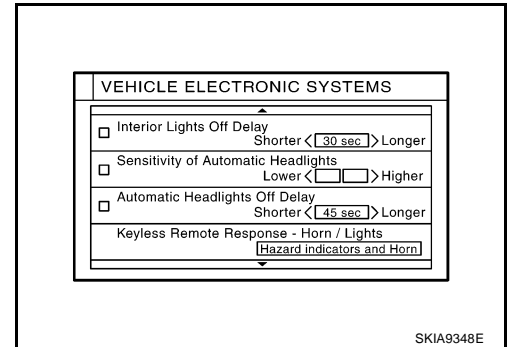 VEHICLE ELECTRONIC SYSTEMS
Interior Lights Off Delay
Shorter < 30 sec > Longer
Sensitivity of Automatic Headlights
Lower < > Higher
Automatic Headlights Off Delay
Shorter < 45 sec > Longer
Keyless Remote Response - Horn / Lights
Hazard indicators and Horn
SKIA9348E